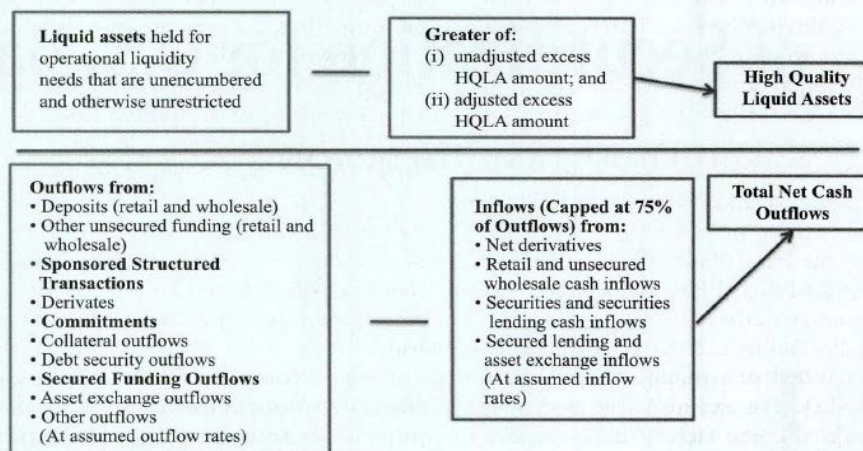 Liquid assets held for
operational liquidity
needs that are unencumbered
and otherwise unrestricted
Greater of:
(i) unadjusted excess
HQLA amount; and
(ii) adjusted excess
HQLA amount
High Quality
Liquid Assets
Outflows from:
• Deposits (retail and wholesale)
• Other unsecured funding (retail and
wholesale)
• Sponsored Structured
Transactions
• Derivates
• Commitments
• Collateral outflows
• Debt security outflows
• Secured Funding Outflows
• Asset exchange outflows
• Other outflows
(At assumed outflow rates)
Inflows (Capped at 75%
of Outflows) from:
• Net derivatives
• Retail and unsecured
wholesale cash inflows
• Securities and securities
lending cash inflows
• Secured lending and
asset exchange inflows
(At assumed inflow
rates)
Total Net Cash
Outflows